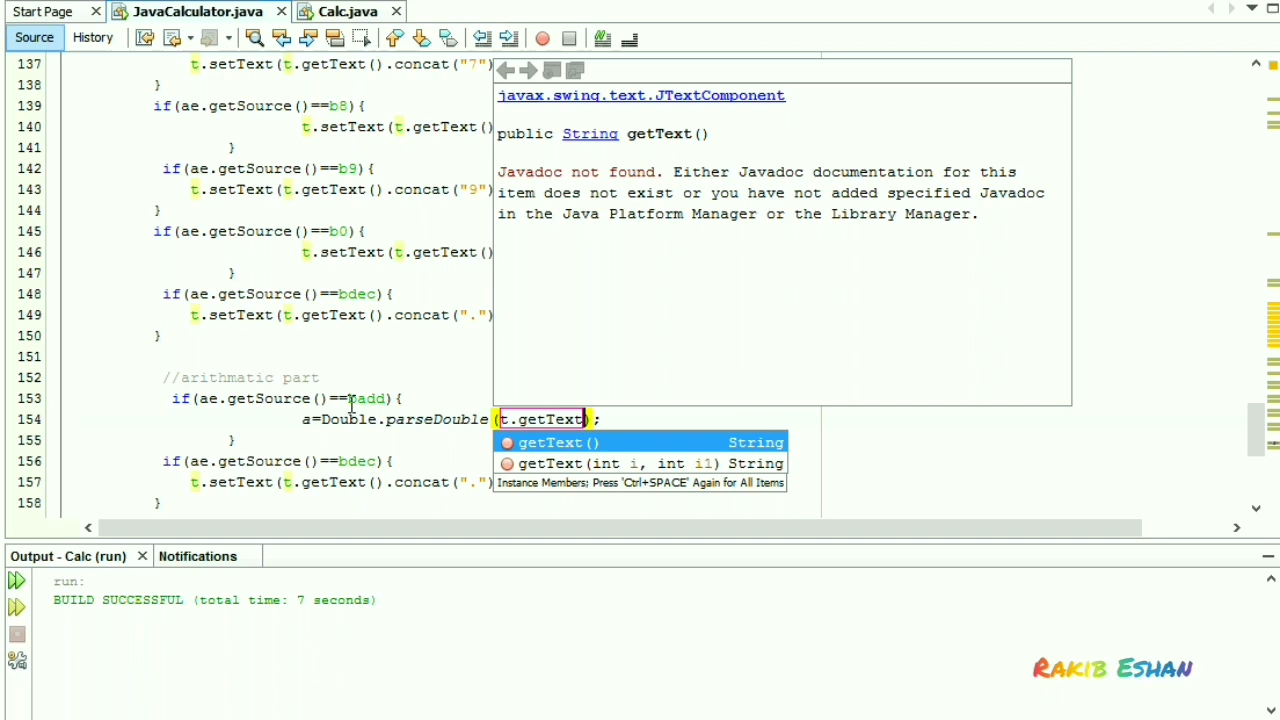 Start Page JavaCalculator.java Calc.java
Source History
137 t.setText(t.getText().concat("7")
138 }
139 if(ae.getSource()==b8){
140 t.setText(t.getText()
141 }
142 if(ae.getSource()==b9){
143 t.setText(t.getText().concat("9")
144 }
145 if(ae.getSource()==b0){
146 t.setText(t.getText()
147 }
148 if(ae.getSource()==bdec){
149 t.setText(t.getText().concat(".")
150 }
151
152 //arithmatic part
153 if(ae.getSource()==badd){
154 a=Double.parseDouble(t.getText);
155 }
156 if(ae.getSource()==bdec){
157 t.setText(t.getText().concat(".")
158 }
javax.swing.text.JTextComponent
public String getText()
Javadoc not found. Either Javadoc documentation for this
item does not exist or you have not added specified Javadoc
in the Java Platform Manager or the Library Manager.
getText() String
getText(int i, int i1) String
Instance Members; Press 'Ctrl+SPACE' Again for All Items
Output - Calc (run) Notifications
run:
BUILD SUCCESSFUL (total time: 7 seconds)
Rakib Eshan